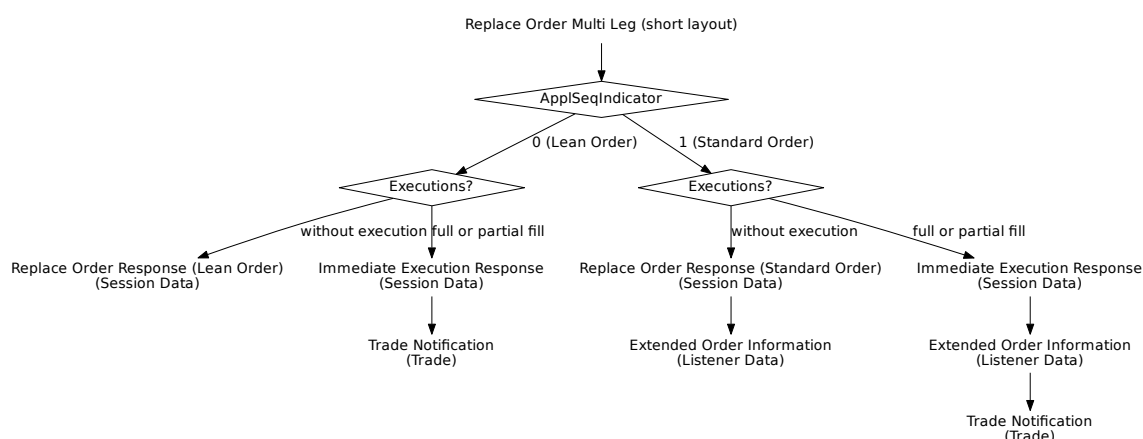 Replace Order Multi Leg (short layout)
ApplSeqIndicator
0 (Lean Order)
1 (Standard Order)
Executions?
Executions?
without execution
full or partial fill
without execution
full or partial fill
Replace Order Response (Lean Order)
(Session Data)
Immediate Execution Response
(Session Data)
Replace Order Response (Standard Order)
(Session Data)
Immediate Execution Response
(Session Data)
Trade Notification
(Trade)
Extended Order Information
(Listener Data)
Extended Order Information
(Listener Data)
Trade Notification
(Trade)